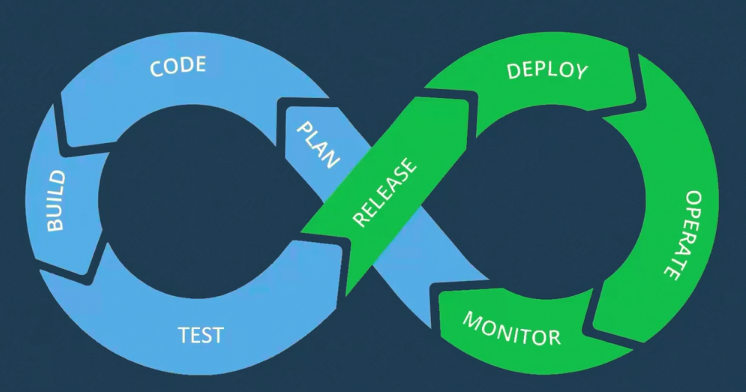 PLAN
CODE
BUILD
TEST
RELEASE
DEPLOY
OPERATE
MONITOR